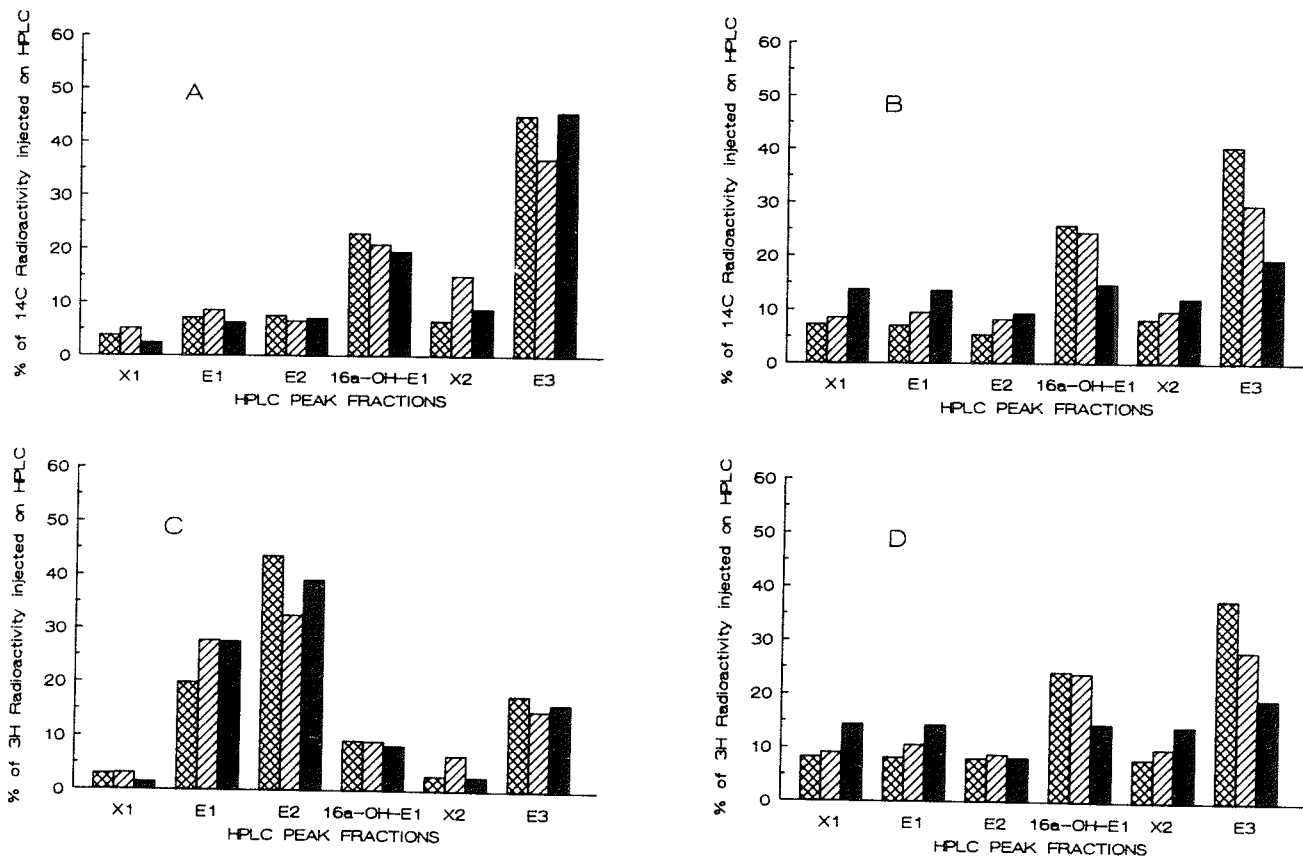 % of 14C Radioactivity injected on HPLC
60
50
40
30
20
10
0
A
X1 E1 E2 16a-OH-E1 X2 E3
HPLC PEAK FRACTIONS
% of 14C Radioactivity injected on HPLC
60
50
40
30
20
10
0
B
X1 E1 E2 16a-OH-E1 X2 E3
HPLC PEAK FRACTIONS
% of 3H Radioactivity injected on HPLC
60
50
40
30
20
10
0
C
X1 E1 E2 16a-OH-E1 X2 E3
HPLC PEAK FRACTIONS
% of 3H Radioactivity injected on HPLC
60
50
40
30
20
10
0
D
X1 E1 E2 16a-OH-E1 X2 E3
HPLC PEAK FRACTIONS